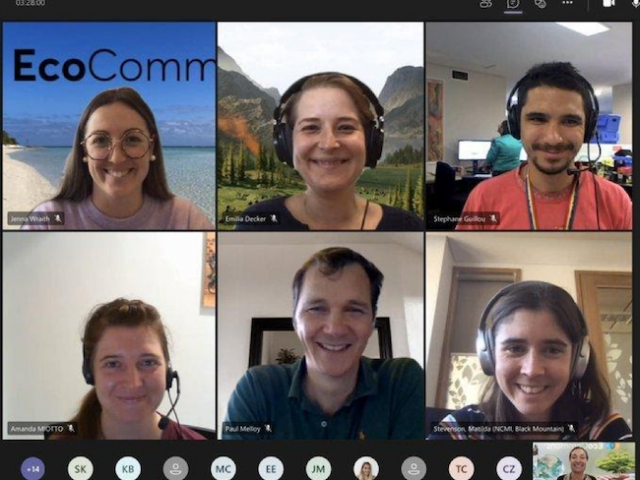 03:28:00
EcoComm
Jenna Wraith
Emilia Decker
Stephane Guillou
Amanda MIOTTO
Paul Melloy
Stevenson, Matilda (NCMI, Black Mountain)
+14
SK
KB
MC
EE
JM
TC
CZ